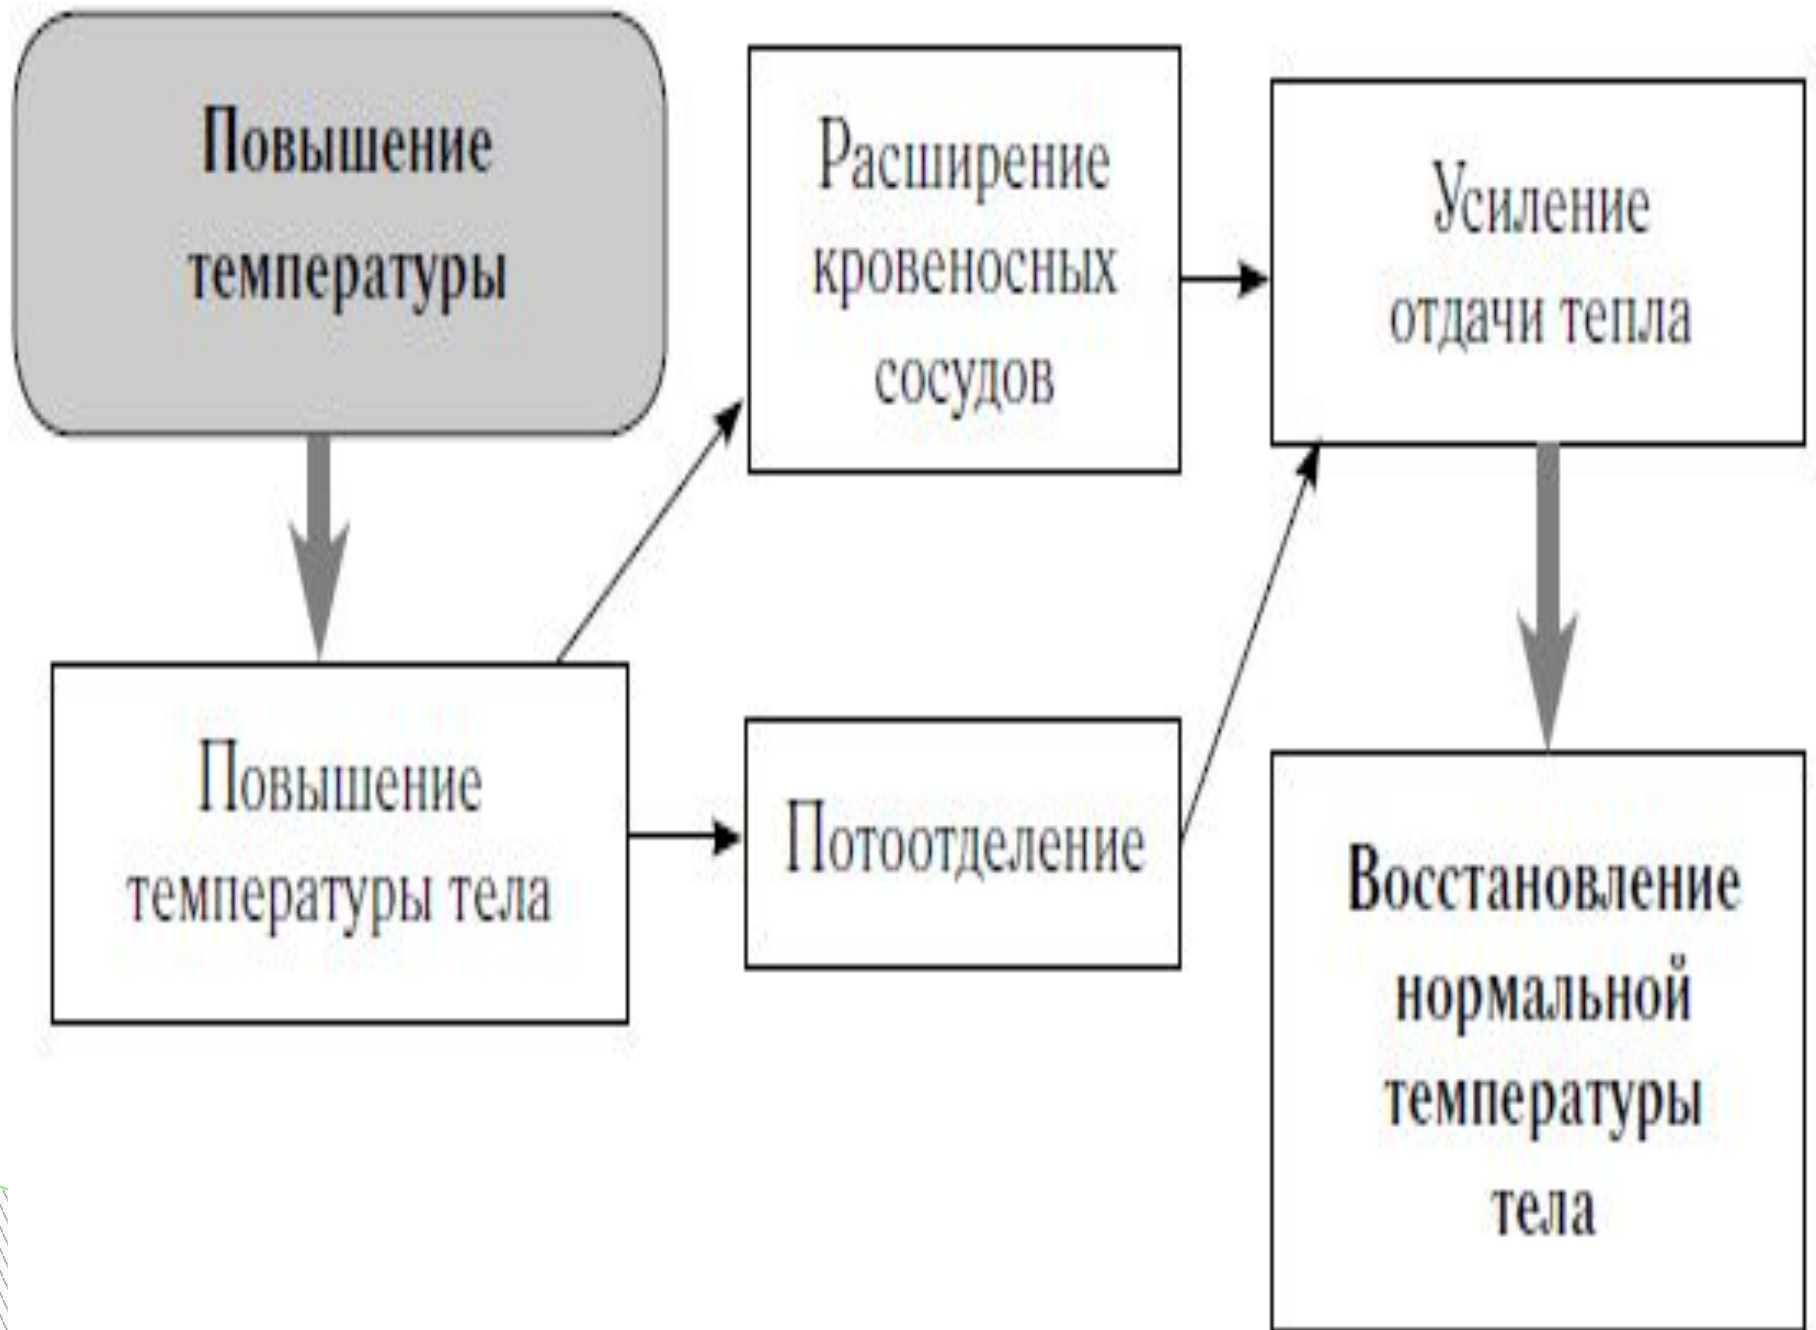 Повышение
температуры
Расширение
кровеносных
сосудов
Усиление
отдачи тепла
Повышение
температуры тела
Потоотделение
Восстановление
нормальной
температуры
тела